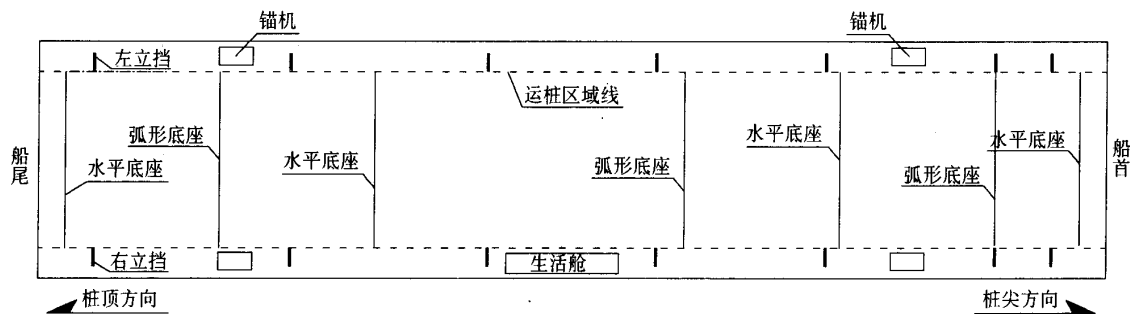 锚机
锚机
左立挡
运桩区域线
弧形底座
水平底座
水平底座
船尾
水平底座
水平底座
弧形底座
弧形底座
船首
右立挡
生活舱
桩顶方向
桩尖方向